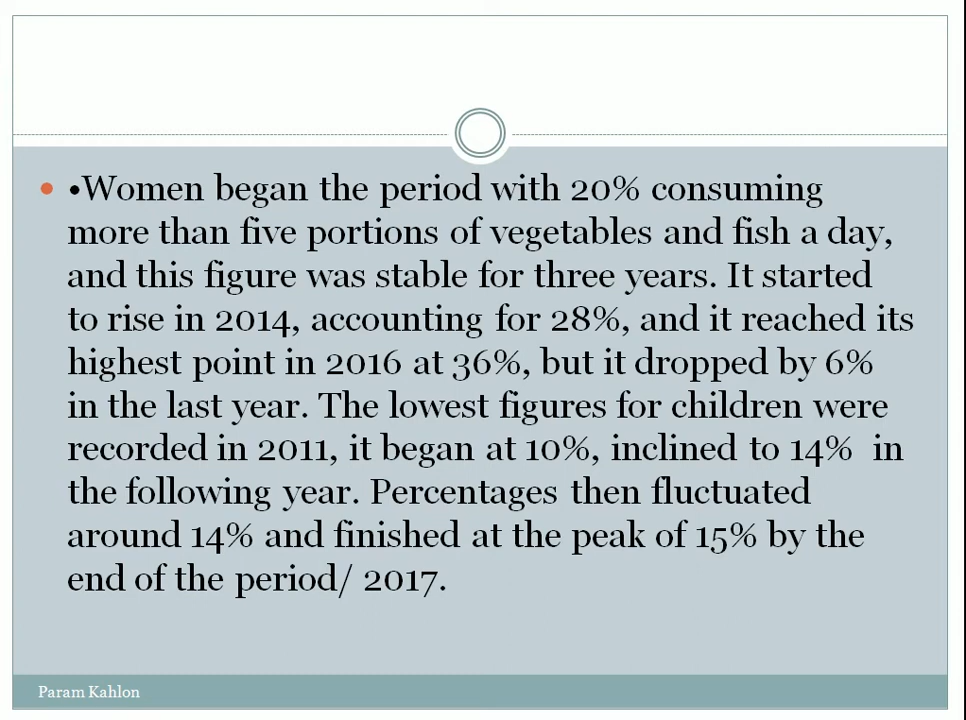 •Women began the period with 20% consuming
more than five portions of vegetables and fish a day,
and this figure was stable for three years. It started
to rise in 2014, accounting for 28%, and it reached its
highest point in 2016 at 36%, but it dropped by 6%
in the last year. The lowest figures for children were
recorded in 2011, it began at 10%, inclined to 14% in
the following year. Percentages then fluctuated
around 14% and finished at the peak of 15% by the
end of the period/ 2017.
Param Kahlon